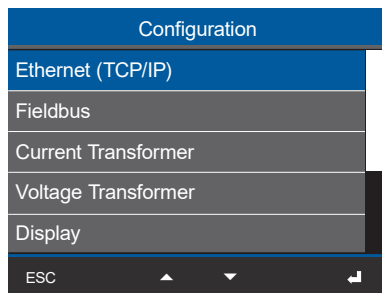 Configuration
Ethernet (TCP/IP)
Fieldbus
Current Transformer
Voltage Transformer
Display
ESC